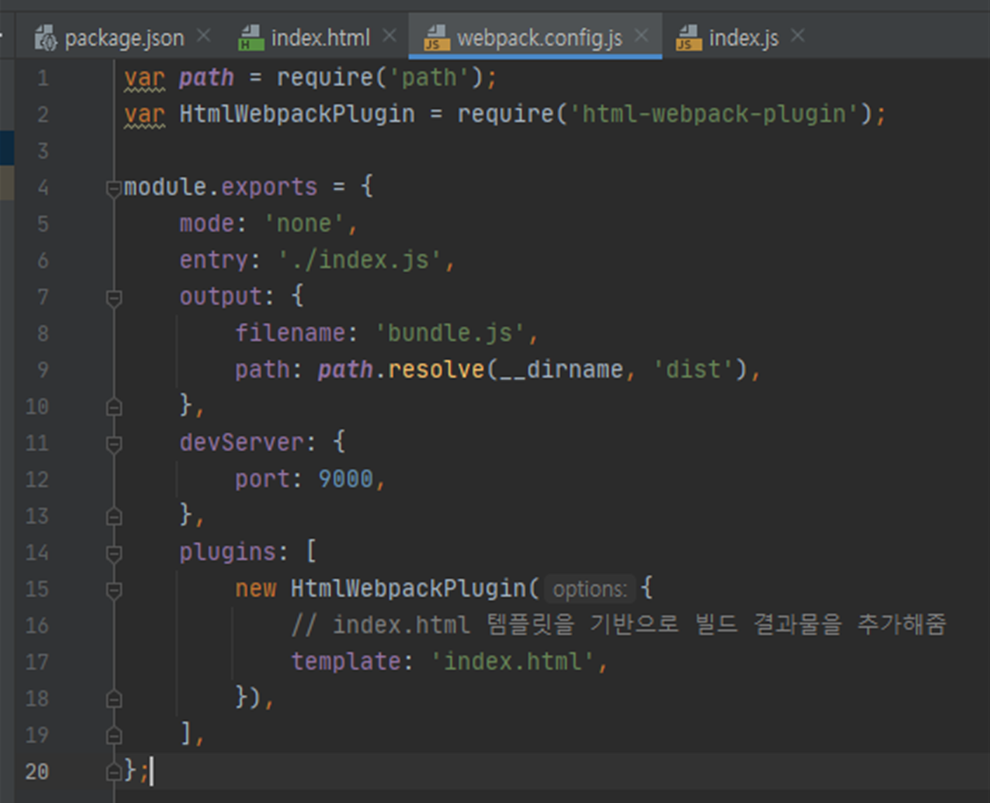 package.json index.html webpack.config.js index.js
1 var path = require('path');
2 var HtmlWebpackPlugin = require('html-webpack-plugin');
3
4 module.exports = {
5 mode: 'none',
6 entry: './index.js',
7 output: {
8 filename: 'bundle.js',
9 path: path.resolve(__dirname, 'dist'),
10 },
11 devServer: {
12 port: 9000,
13 },
14 plugins: [
15 new HtmlWebpackPlugin( options: {
16 // index.html 템플릿을 기반으로 빌드 결과물을 추가해줌
17 template: 'index.html',
18 }),
19 ],
20 };